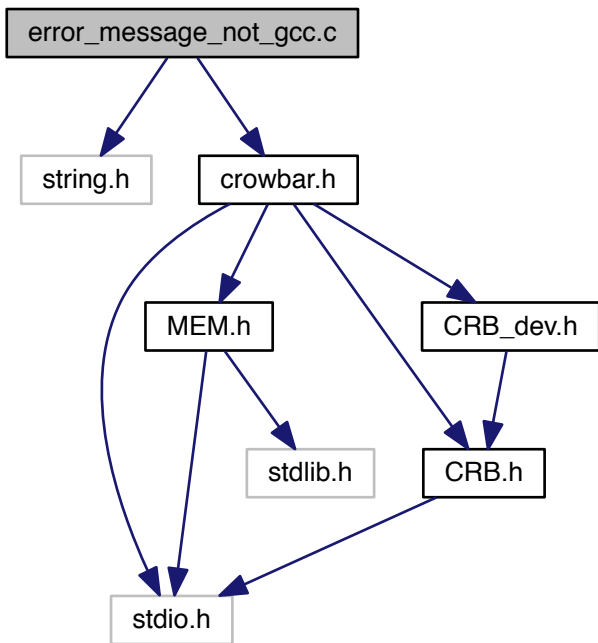 error_message_not_gcc.c
string.h
crowbar.h
MEM.h
CRB_dev.h
stdlib.h
CRB.h
stdio.h